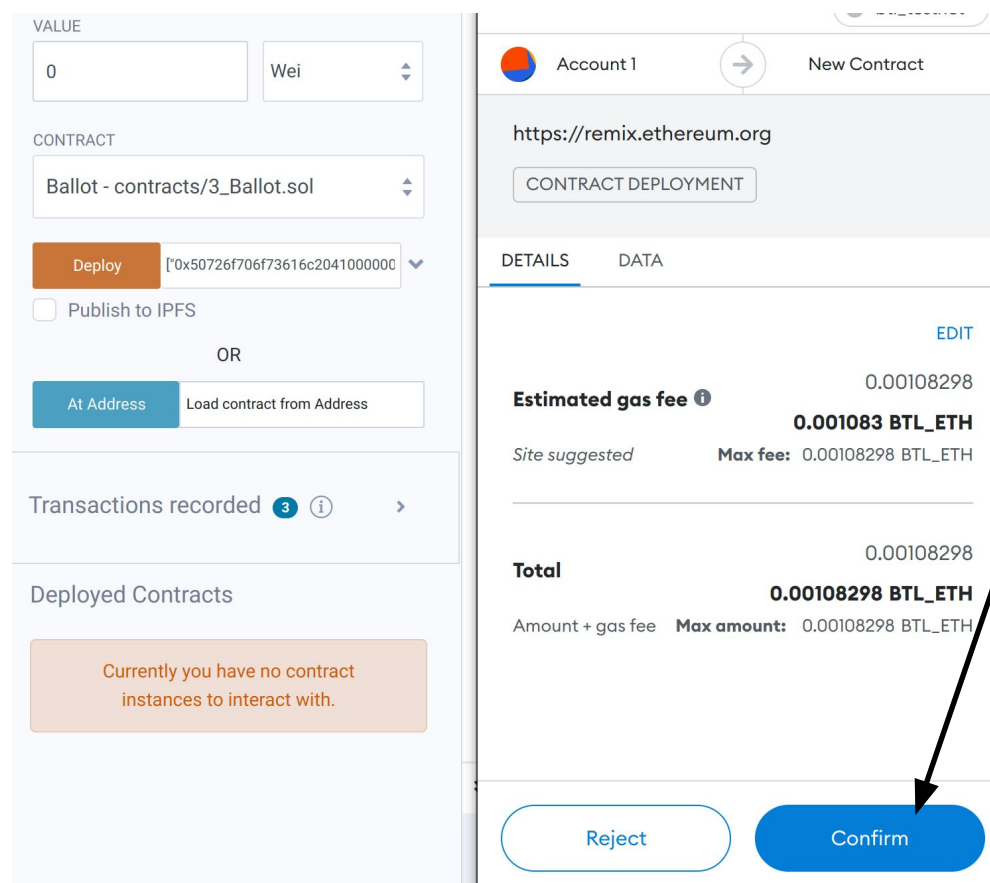 VALUE
0
Wei
CONTRACT
Ballot - contracts/3_Ballot.sol
Deploy
["0x50726f706f73616c2041000000
Publish to IPFS
OR
At Address
Load contract from Address
Transactions recorded 3 i
Deployed Contracts
Currently you have no contract
instances to interact with.
Account 1
New Contract
https://remix.ethereum.org
CONTRACT DEPLOYMENT
DETAILS
DATA
EDIT
0.00108298
Estimated gas fee i
0.001083 BTL_ETH
Site suggested
Max fee: 0.00108298 BTL_ETH
0.00108298
Total
0.00108298 BTL_ETH
Amount + gas fee
Max amount: 0.00108298 BTL_ETH
Reject
Confirm